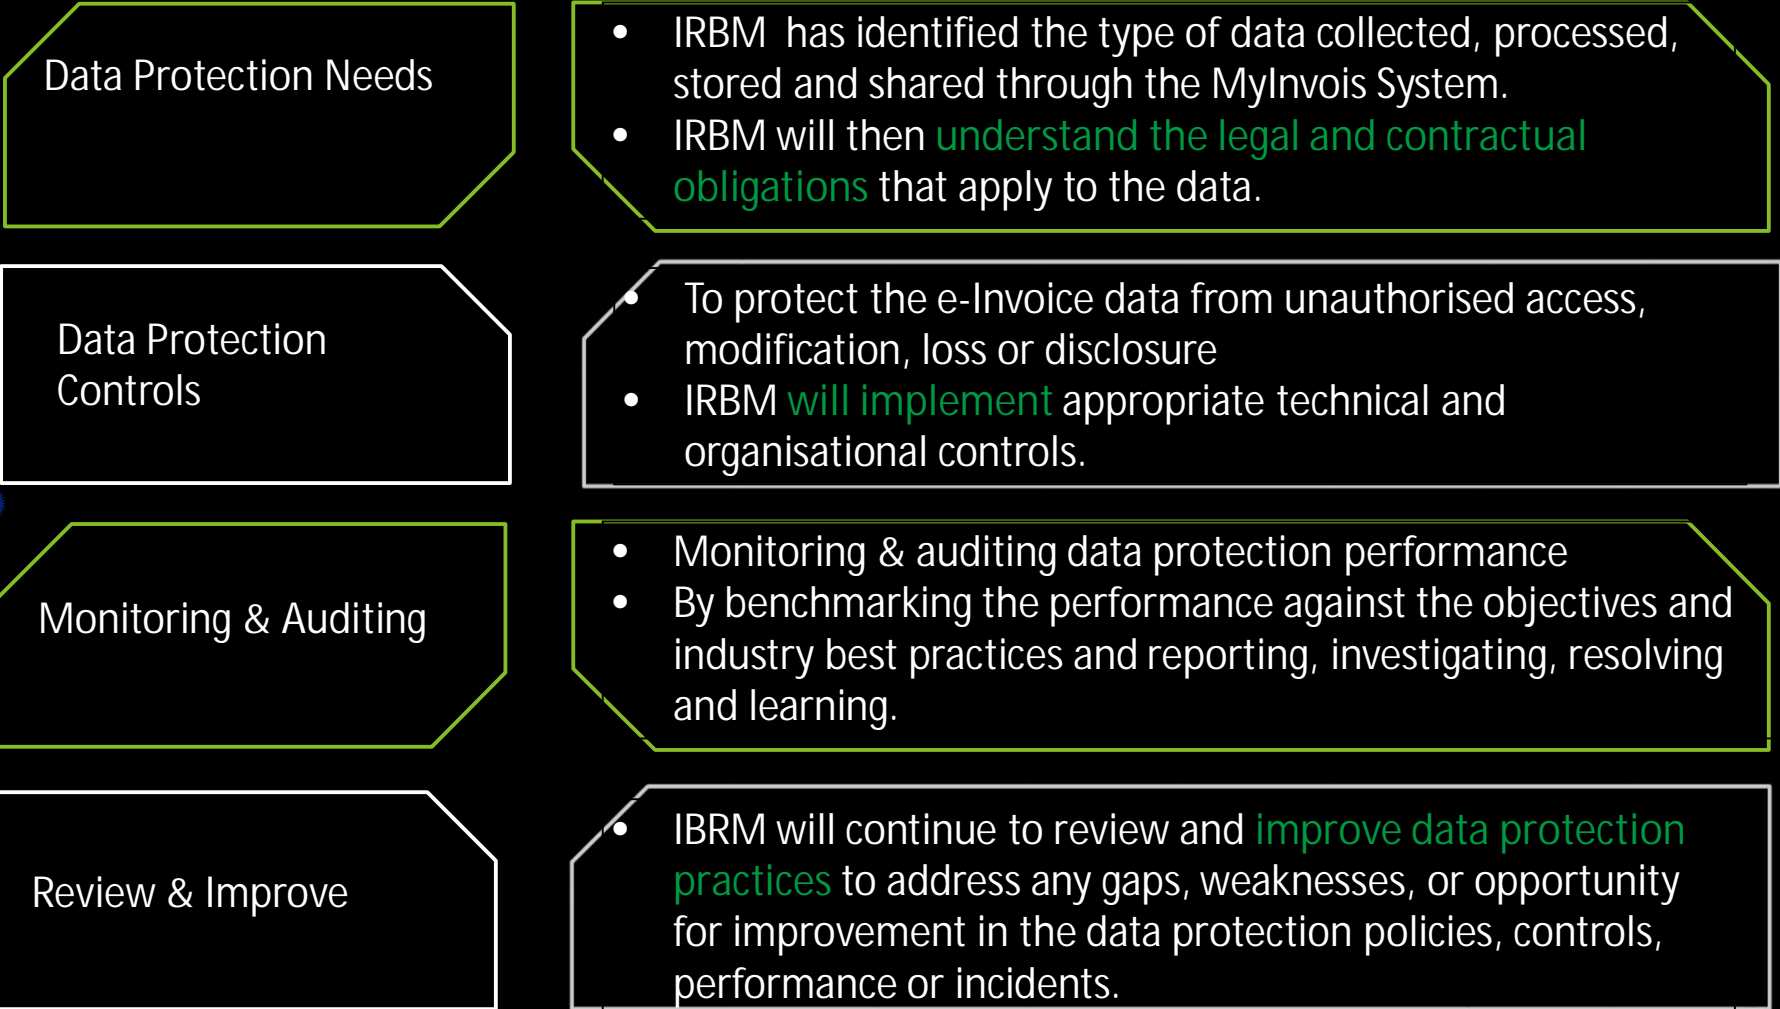 Data Protection Needs
• IRBM has identified the type of data collected, processed,
stored and shared through the MyInvois System.
• IRBM will then understand the legal and contractual
obligations that apply to the data.
Data Protection
Controls
• To protect the e-Invoice data from unauthorised access,
modification, loss or disclosure
• IRBM will implement appropriate technical and
organisational controls.
Monitoring & Auditing
• Monitoring & auditing data protection performance
• By benchmarking the performance against the objectives and
industry best practices and reporting, investigating, resolving
and learning.
Review & Improve
• IBRM will continue to review and improve data protection
practices to address any gaps, weaknesses, or opportunity
for improvement in the data protection policies, controls,
performance or incidents.